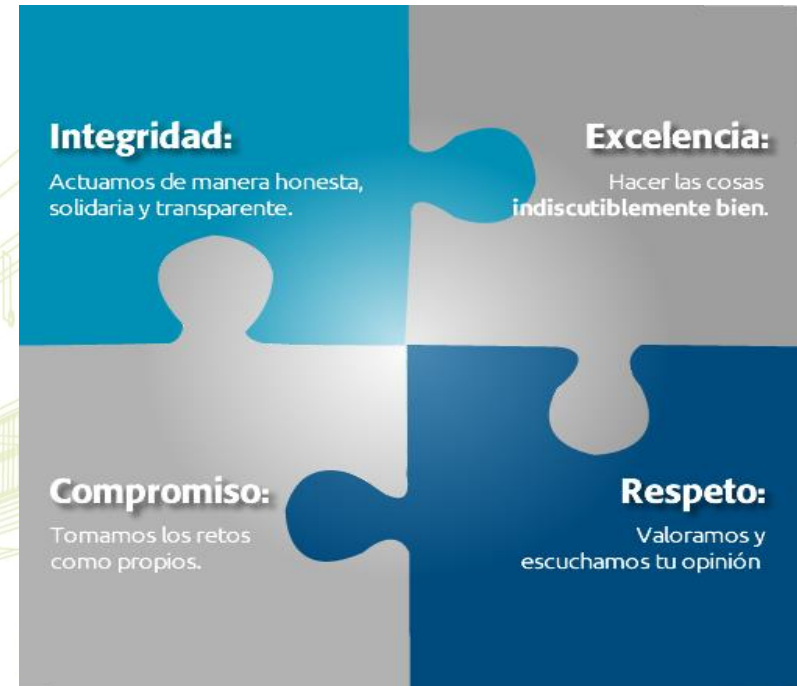 Integridad:
Actuamos de manera honesta,
solidaria y transparente.
Excelencia:
Hacer las cosas
indiscutiblemente bien.
Compromiso:
Tomamos los retos
como propios.
Respeto:
Valoramos y
escuchamos tu opinión